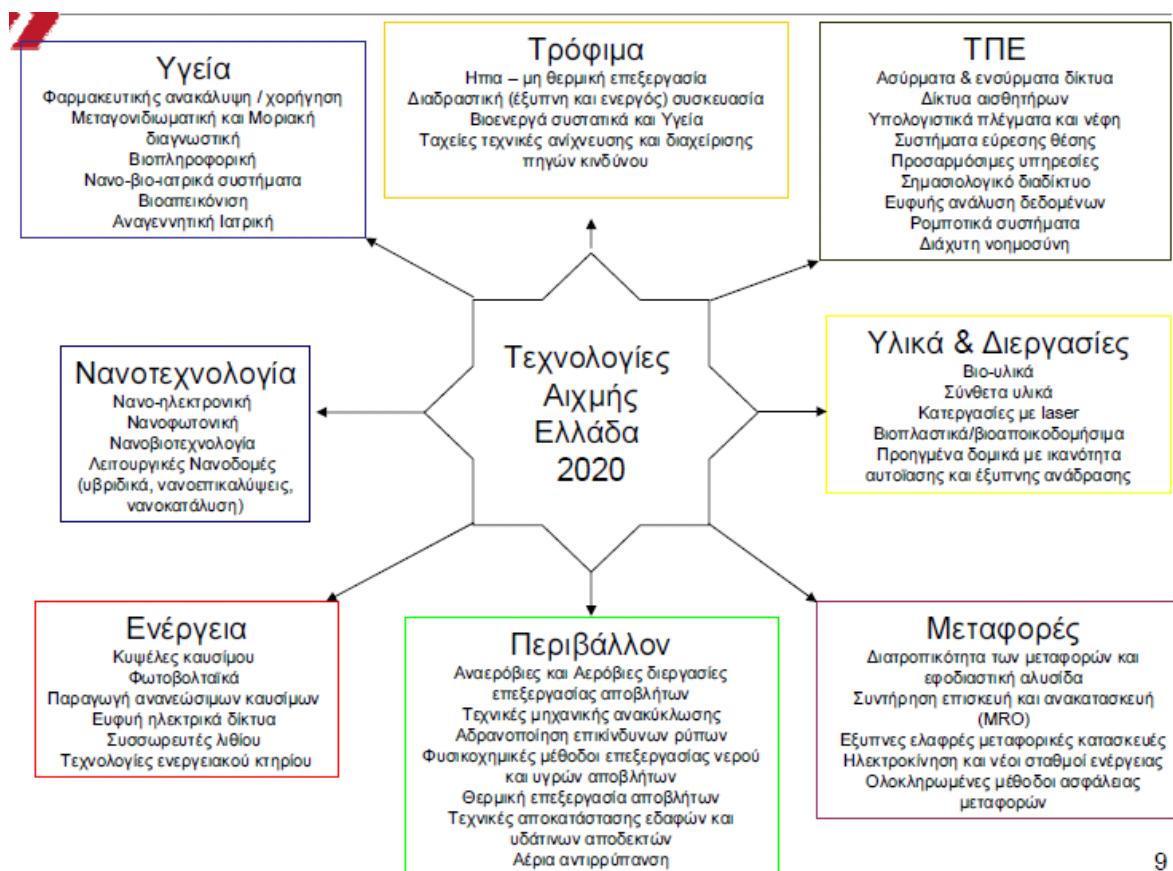 Υγεία
Φαρμακευτικής ανακάλυψη / χορήγηση
Μεταγονιδιωματική και Μοριακή
διαγνωστική
Βιοπληροφορική
Νανο-βιο-ιατρικά συστήματα
Βιοαπεικόνιση
Αναγεννητική Ιατρική
Τρόφιμα
Ηπια – μη θερμική επεξεργασία
Διαδραστική (έξυπνη και ενεργός) συσκευασία
Βιοενεργά συστατικά και Υγεία
Ταχείες τεχνικές ανίχνευσης και διαχείρισης
πηγών κινδύνου
ΤΠΕ
Ασύρματα & ενσύρματα δίκτυα
Δίκτυα αισθητήρων
Υπολογιστικά πλέγματα και νέφη
Συστήματα εύρεσης θέσης
Προσαρμόσιμες υπηρεσίες
Σημασιολογικό διαδίκτυο
Ευφυής ανάλυση δεδομένων
Ρομποτικά συστήματα
Διάχυτη νοημοσύνη
Νανοτεχνολογία
Νανο-ηλεκτρονική
Νανοφωτονική
Νανοβιοτεχνολογία
Λειτουργικές Νανοδομές
(υβριδικά, νανοεπικαλύψεις,
νανοκατάλυση)
Τεχνολογίες
Αιχμής
Ελλάδα
2020
Υλικά & Διεργασίες
Βιο-υλικά
Σύνθετα υλικά
Κατεργασίες με laser
Βιοπλαστικά/βιοαποικοδομήσιμα
Προηγμένα δομικά με ικανότητα
αυτοΐασης και έξυπνης ανάδρασης
Ενέργεια
Κυψέλες καυσίμου
Φωτοβολταϊκά
Παραγωγή ανανεώσιμων καυσίμων
Ευφυή ηλεκτρικά δίκτυα
Συσσωρευτές λιθίου
Τεχνολογίες ενεργειακού κτηρίου
Περιβάλλον
Αναερόβιες και Αερόβιες διεργασίες
επεξεργασίας αποβλήτων
Τεχνικές μηχανικής ανακύκλωσης
Αδρανοποίηση επικίνδυνων ρύπων
Φυσικοχημικές μέθοδοι επεξεργασίας νερού
και υγρών αποβλήτων
Θερμική επεξεργασία αποβλήτων
Τεχνικές αποκατάστασης εδαφών και
υδάτινων αποδεκτών
Αέρια αντιρρύπανση
Μεταφορές
Διατροπικότητα των μεταφορών και
εφοδιαστική αλυσίδα
Συντήρηση επισκευή και ανακατασκευή
(MRO)
Εξυπνες ελαφρές μεταφορικές κατασκευές
Ηλεκτροκίνηση και νέοι σταθμοί ενέργειας
Ολοκληρωμένες μέθοδοι ασφάλειας
μεταφορών
9